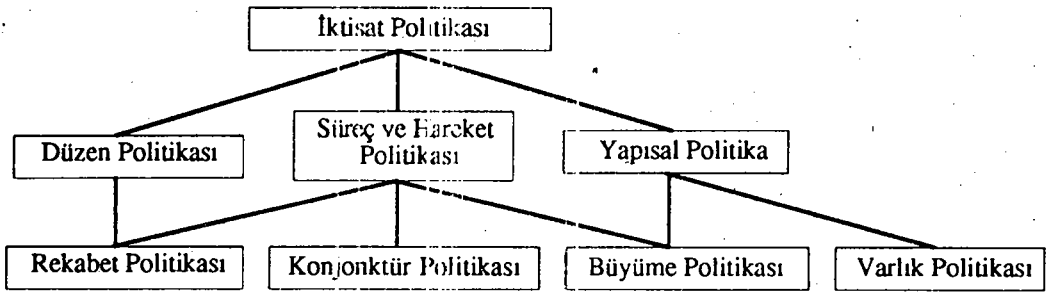 İktisat Politikası
Düzen Politikası
Süreç ve Hareket
Politikası
Yapısal Politika
Rekabet Politikası
Konjonktür Politikası
Büyüme Politikası
Varlık Politikası